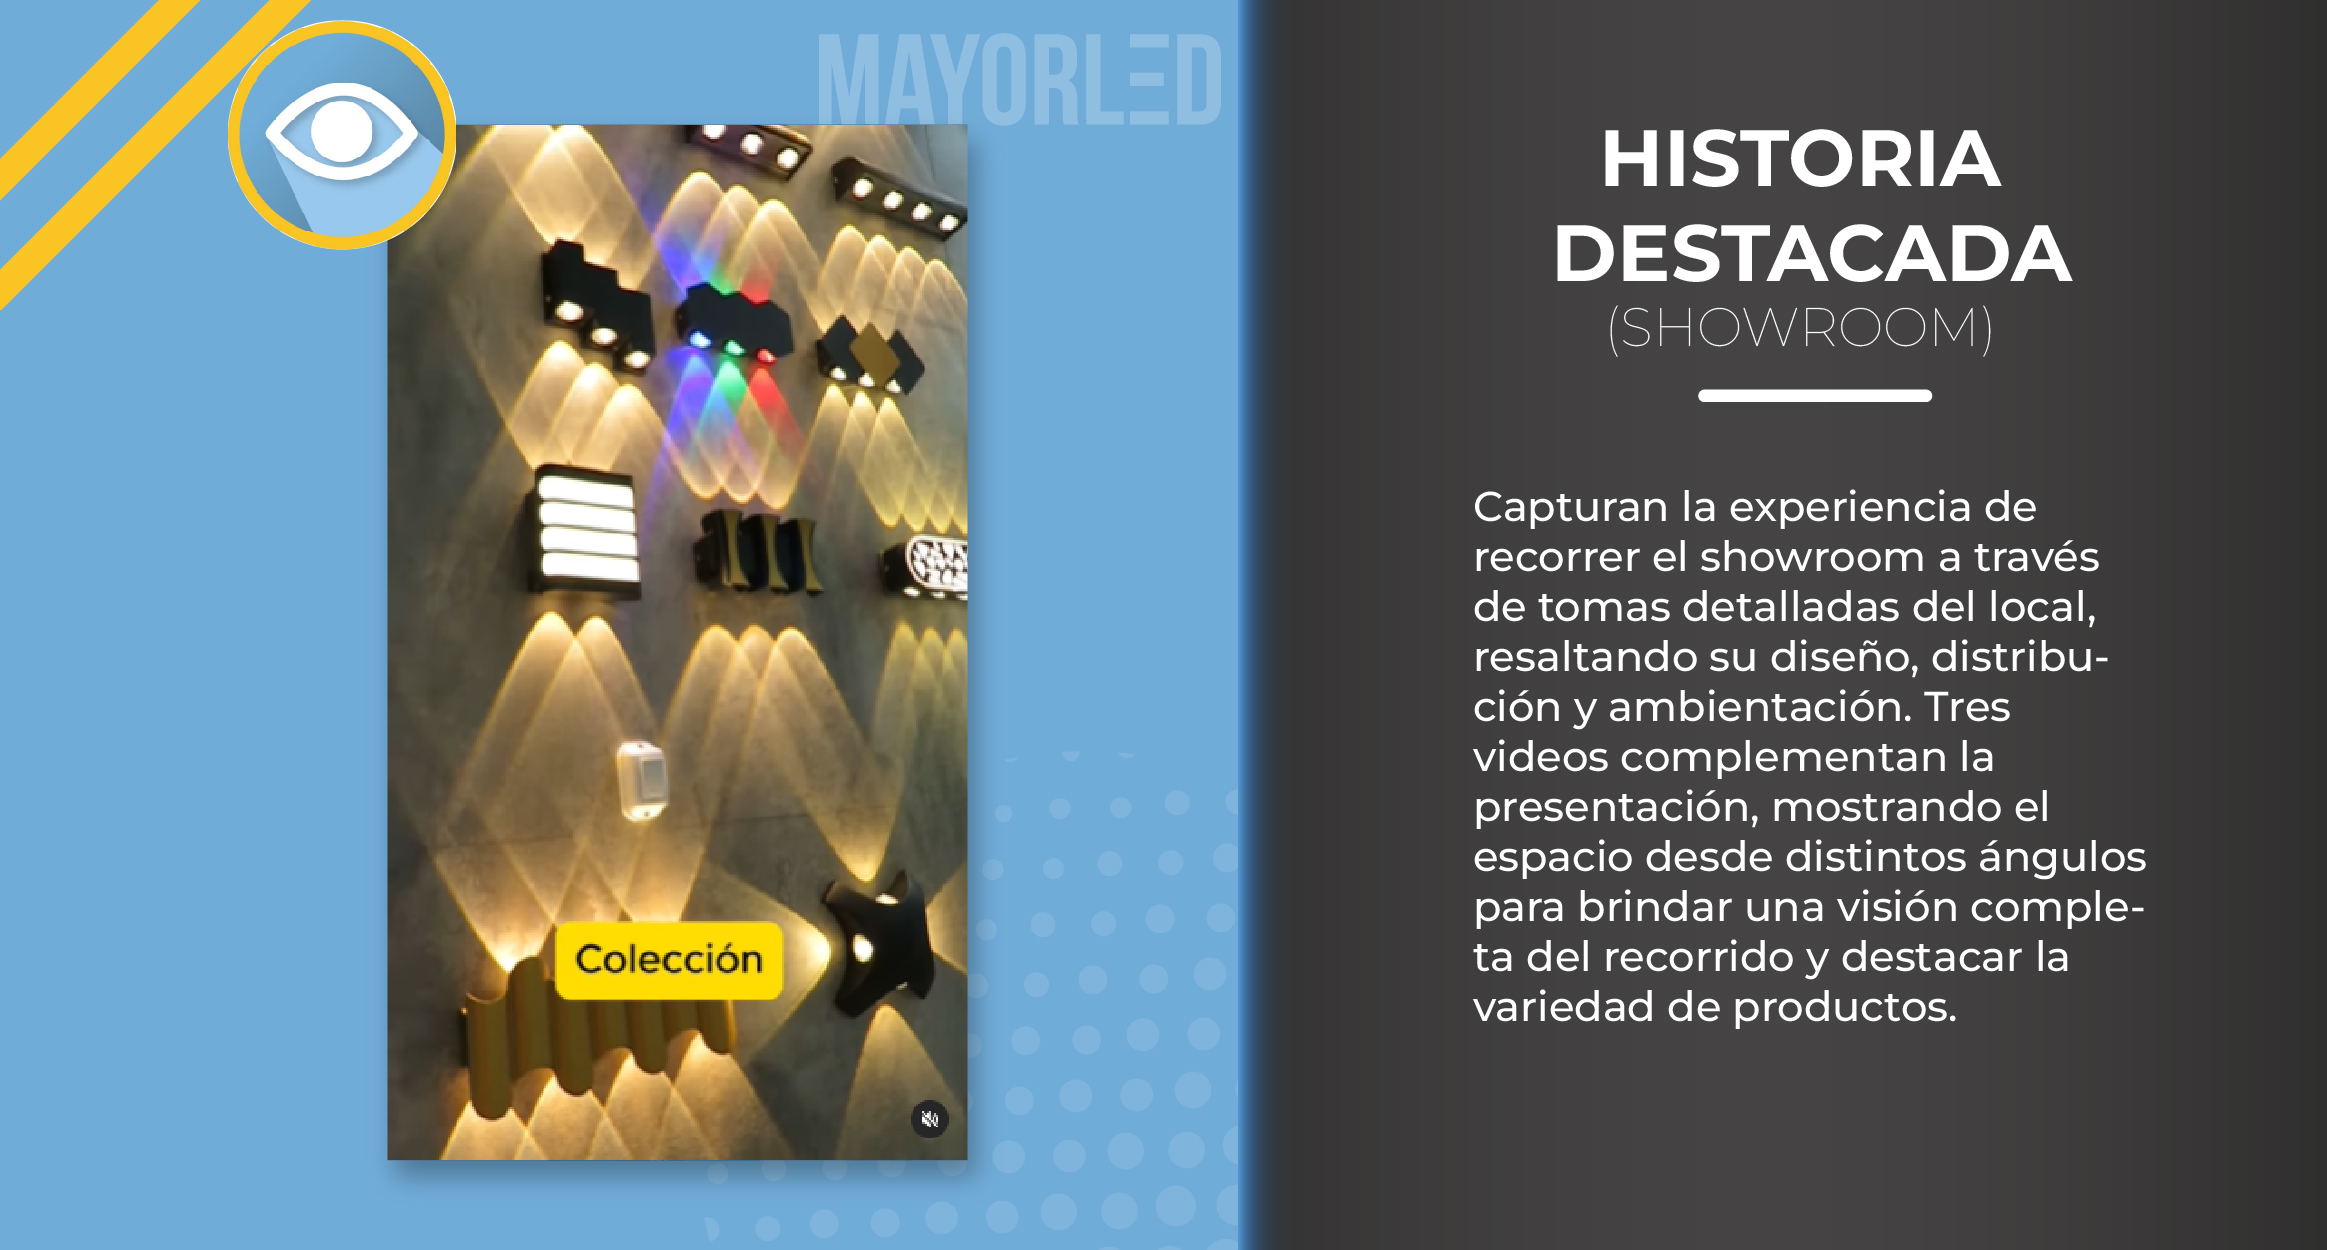 MAYORLED
Colección
HISTORIA
DESTACADA
(SHOWROOM)
Capturan la experiencia de
recorrer el showroom a través
de tomas detalladas del local,
resaltando su diseño, distribu-
ción y ambientación. Tres
videos complementan la
presentación, mostrando el
espacio desde distintos ángulos
para brindar una visión comple-
ta del recorrido y destacar la
variedad de productos.